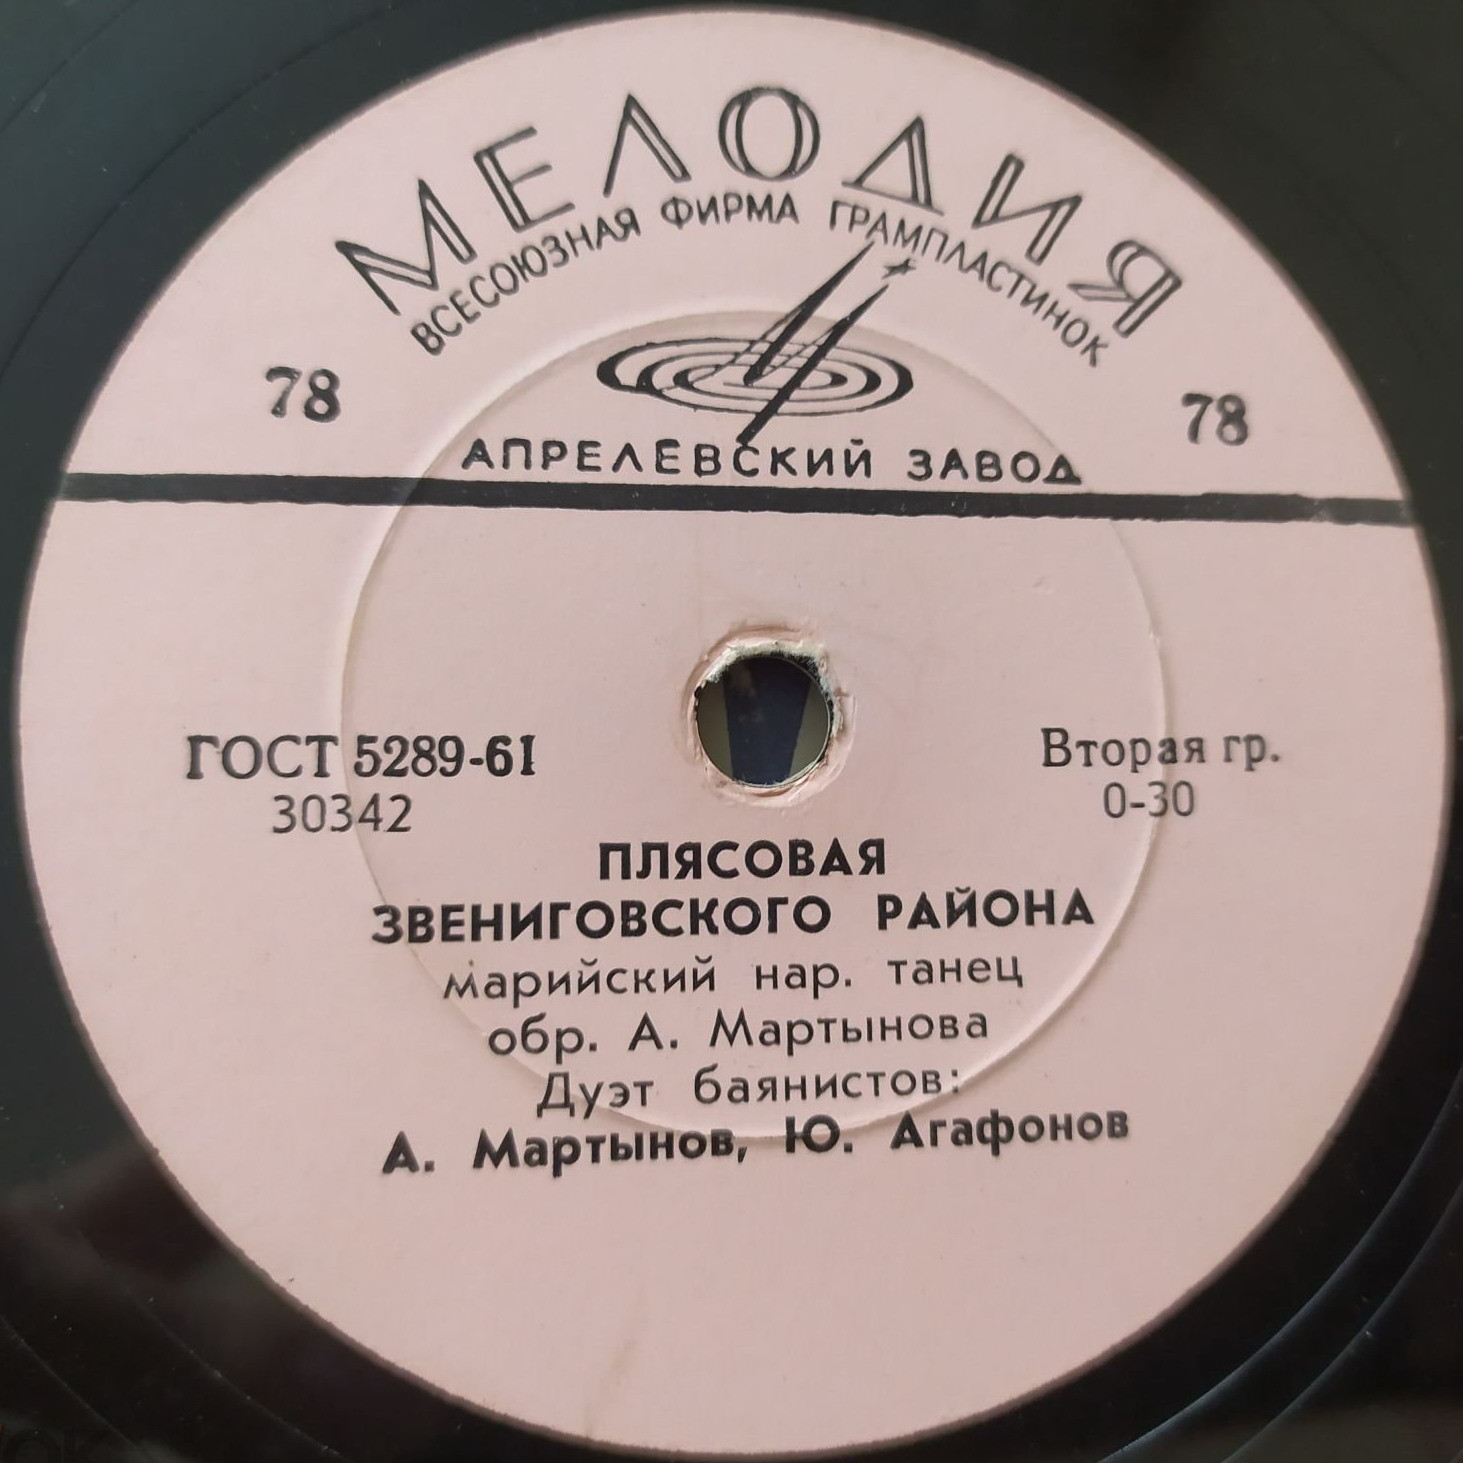 МЕЛОДИЯ
ВСЕСОЮЗНАЯ ФИРМА ГРАМПЛАСТИНОК
78
78
АПРЕЛЕВСКИЙ ЗАВОД
ГОСТ 5289-61
Вторая гр.
30342
0-30
ПЛЯСОВАЯ
ЗВЕНИГОВСКОГО РАЙОНА
марийский нар. танец
обр. А. Мартынова
Дуэт баянистов:
А. Мартынов, Ю. Агафонов